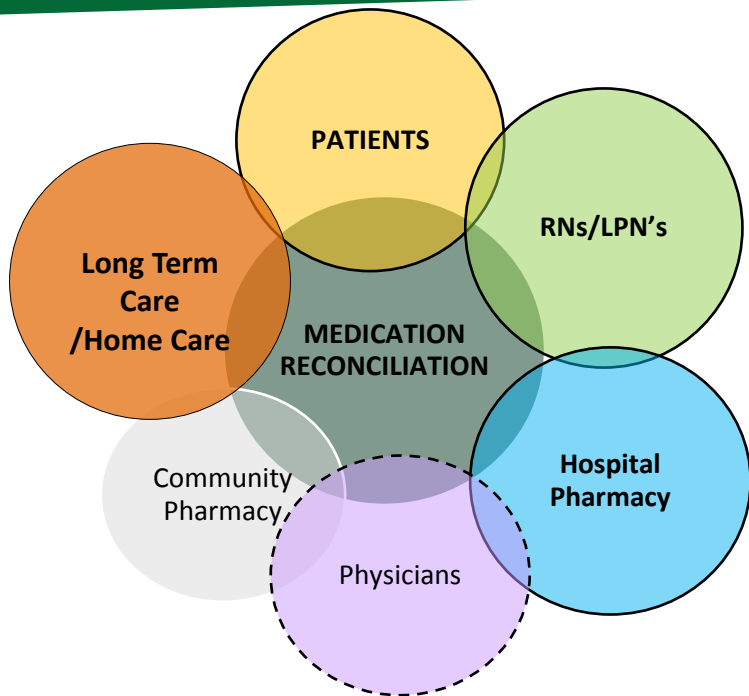 PATIENTS
RNs/LPN’s
Long Term
Care
/Home Care
MEDICATION
RECONCILIATION
Hospital
Pharmacy
Community
Pharmacy
Physicians